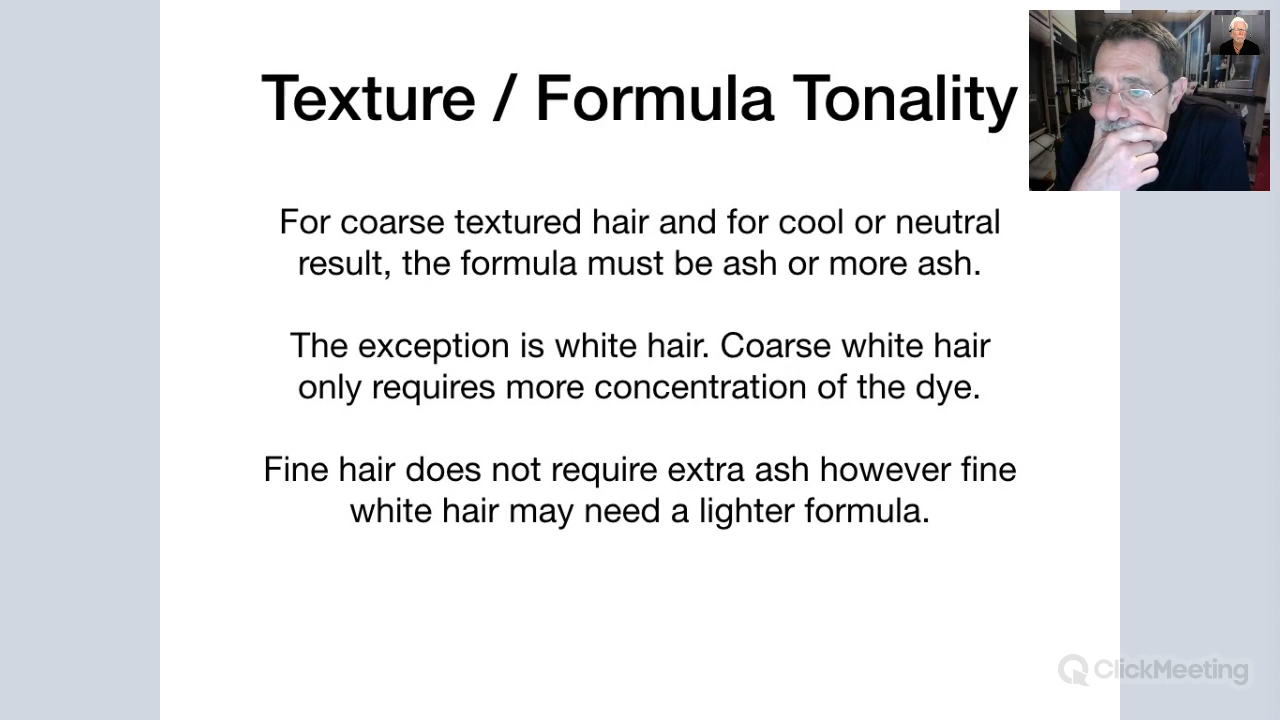 Texture / Formula Tonality
For coarse textured hair and for cool or neutral
result, the formula must be ash or more ash.
The exception is white hair. Coarse white hair
only requires more concentration of the dye.
Fine hair does not require extra ash however fine
white hair may need a lighter formula.
ClickMeeting